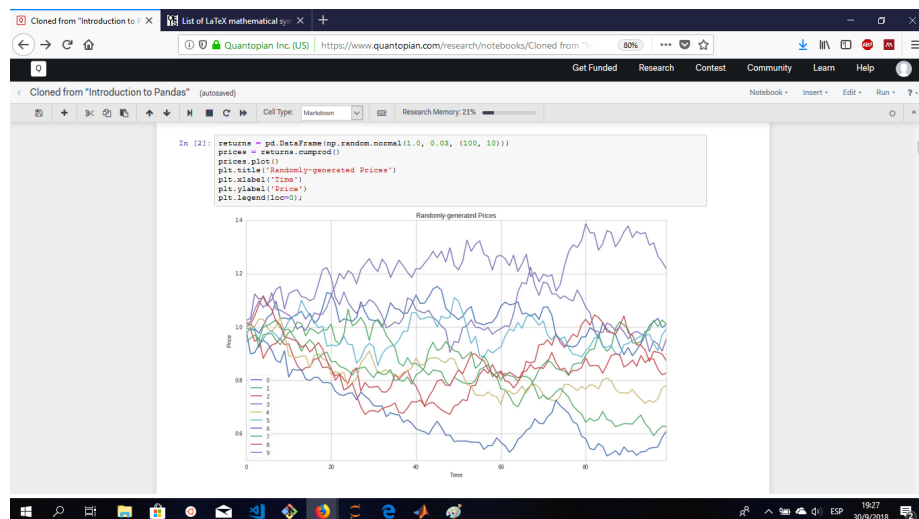 Cloned from "Introduction to P
List of LaTeX mathematical sym
Quantopian Inc. (US)
https://www.quantopian.com/research/notebooks/Cloned from "In
80%
ABP
Q
Get Funded
Research
Contest
Community
Learn
Help
Cloned from "Introduction to Pandas" (autosaved)
Notebook
Insert
Edit
Run
?
Cell Type:
Markdown
Research Memory: 21%
In [2]:
returns = pd.DataFrame(np.random.normal(1.0, 0.03, (100, 10)))
prices = returns.cumprod()
prices.plot()
plt.title('Randomly-generated Prices')
plt.xlabel('Time')
plt.ylabel('Price')
plt.legend(loc=0);
Randomly-generated Prices
1.4
1.2
1.0
0.8
0.6
Price
0
1
2
3
4
5
6
7
8
9
0
20
40
60
80
Time
ESP
19:27
30/9/2018
2